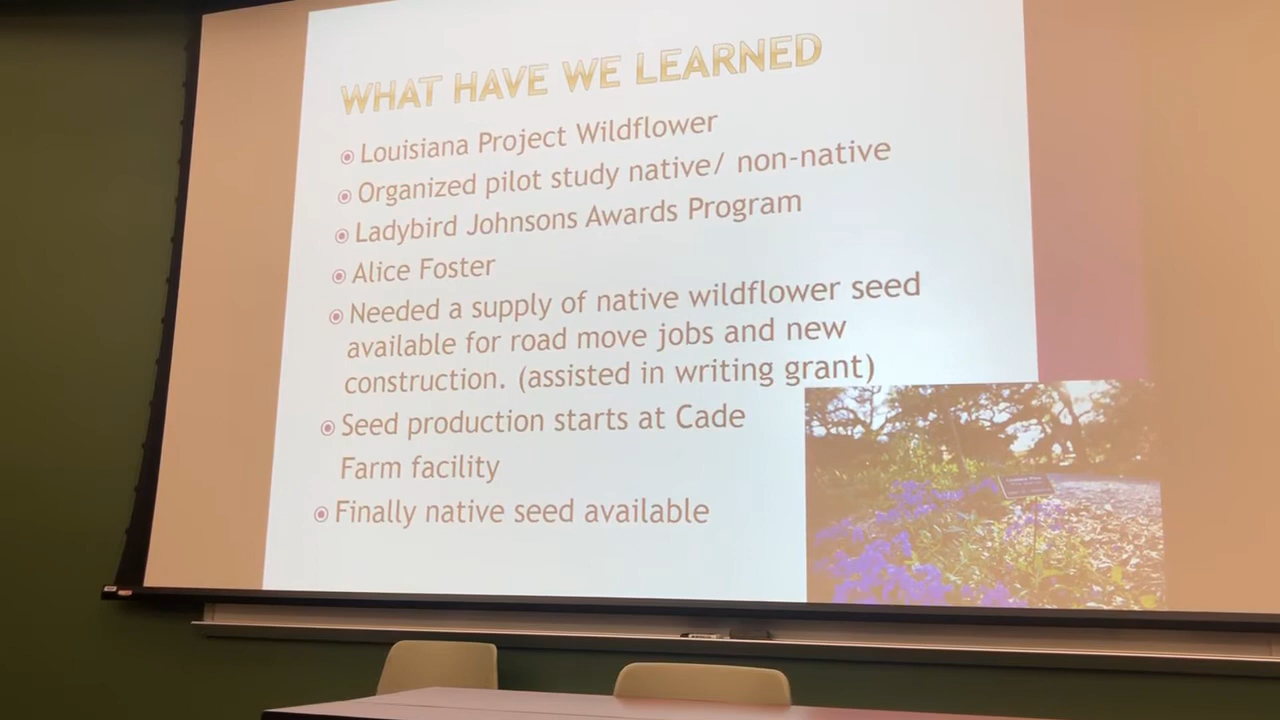 WHAT HAVE WE LEARNED
Louisiana Project Wildflower
Organized pilot study native/ non-native
Ladybird Johnsons Awards Program
Alice Foster
Needed a supply of native wildflower seed
available for road move jobs and new
construction. (assisted in writing grant)
Seed production starts at Cade
Farm facility
Finally native seed available